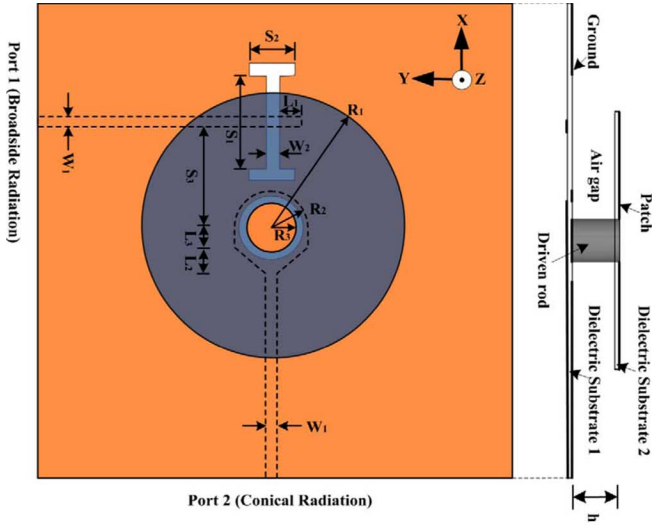 Port 1 (Broadside Radiation)
S₂
X
Y
Z
L₁
R₁
W₁
S₁
W₂
S₃
R₂
L₃
R₃
L₂
W₁
Port 2 (Conical Radiation)
Ground
Air gap
Patch
Driven rod
Dielectric Substrate 1
Dielectric Substrate 2
h